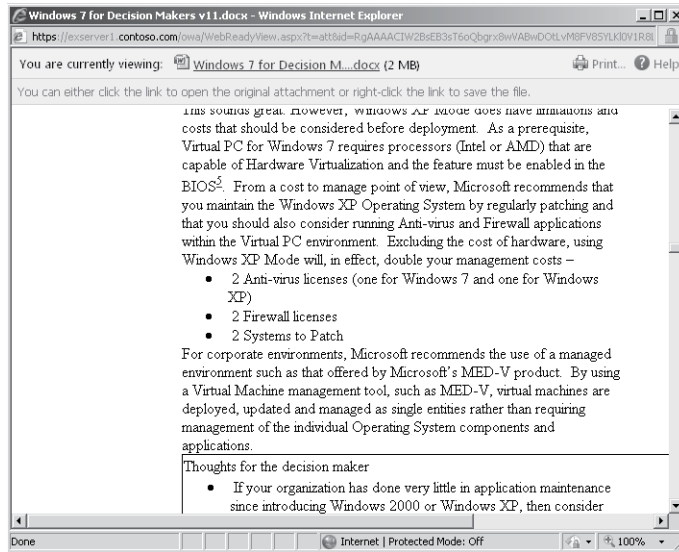 Windows 7 for Decision Makers v11.docx - Windows Internet Explorer
https://exserver1.contoso.com/owa/WebReadyView.aspx?t=att&id=
You are currently viewing: Windows 7 for Decision M....docx (2 MB) Print... Help
You can either click the link to open the original attachment or right-click the link to save the file.
This sounds great. However, Windows XP Mode does have limitations and
costs that should be considered before deployment. As a prerequisite,
Virtual PC for Windows 7 requires processors (Intel or AMD) that are
capable of Hardware Virtualization and the feature must be enabled in the
BIOS5. From a cost to manage point of view, Microsoft recommends that
you maintain the Windows XP Operating System by regularly patching and
that you should also consider running Anti-virus and Firewall applications
within the Virtual PC environment. Excluding the cost of hardware, using
Windows XP Mode will, in effect, double your management costs –
• 2 Anti-virus licenses (one for Windows 7 and one for Windows
XP)
• 2 Firewall licenses
• 2 Systems to Patch
For corporate environments, Microsoft recommends the use of a managed
environment such as that offered by Microsoft's MED-V product. By using
a Virtual Machine management tool, such as MED-V, virtual machines are
deployed, updated and managed as single entities rather than requiring
management of the individual Operating System components and
applications.
Thoughts for the decision maker
• If your organization has done very little in application maintenance
since introducing Windows 2000 or Windows XP, then consider
Done Internet | Protected Mode: Off 100%